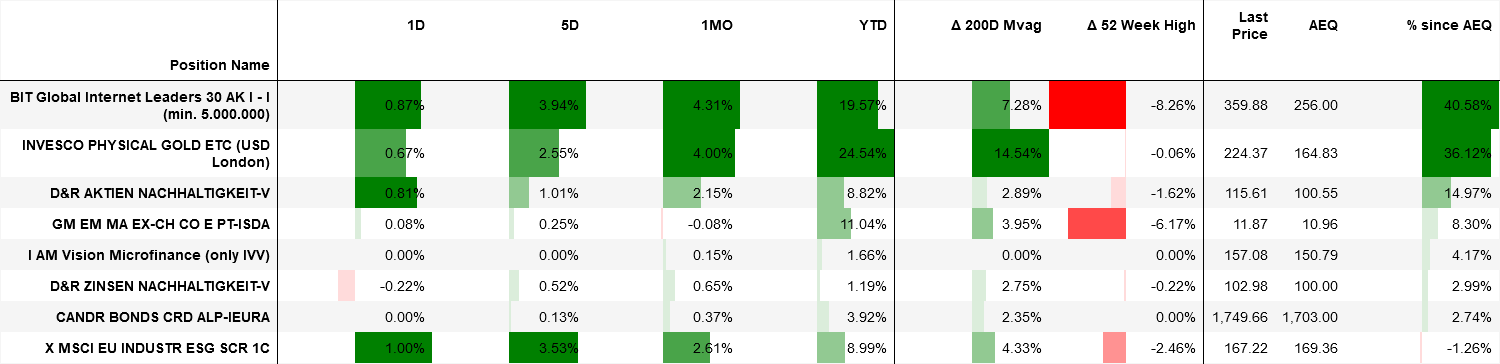 Position Name 1D 5D 1MO YTD Δ 200D Mvag Δ 52 Week High Last Price AEQ % since AEQ
BIT Global Internet Leaders 30 AK I - I
(min. 5.000.000) 0.87% 3.94% 4.31% 19.57% 7.28% -8.26% 359.88 256.00 40.58%
INVESCO PHYSICAL GOLD ETC (USD
London) 0.67% 2.55% 4.00% 24.54% 14.54% -0.06% 224.37 164.83 36.12%
D&R AKTIEN NACHHALTIGKEIT-V 0.81% 1.01% 2.15% 8.82% 2.89% -1.62% 115.61 100.55 14.97%
GM EM MA EX-CH CO E PT-ISDA 0.08% 0.25% -0.08% 11.04% 3.95% -6.17% 11.87 10.96 8.30%
I AM Vision Microfinance (only IVV) 0.00% 0.00% 0.15% 1.66% 0.00% 0.00% 157.08 150.79 4.17%
D&R ZINSEN NACHHALTIGKEIT-V -0.22% 0.52% 0.65% 1.19% 2.75% -0.22% 102.98 100.00 2.99%
CANDR BONDS CRD ALP-IEURA 0.00% 0.13% 0.37% 3.92% 2.35% 0.00% 1,749.66 1,703.00 2.74%
X MSCI EU INDUSTR ESG SCR 1C 1.00% 3.53% 2.61% 8.99% 4.33% -2.46% 167.22 169.36 -1.26%